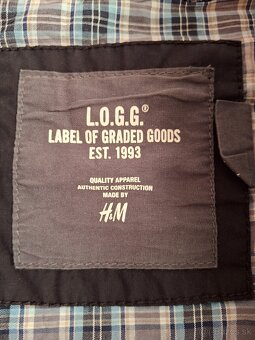 L.O.G.G.®
LABEL OF GRADED GOODS
EST. 1993
QUALITY APPAREL
AUTHENTIC CONSTRUCTION
MADE BY
H&M